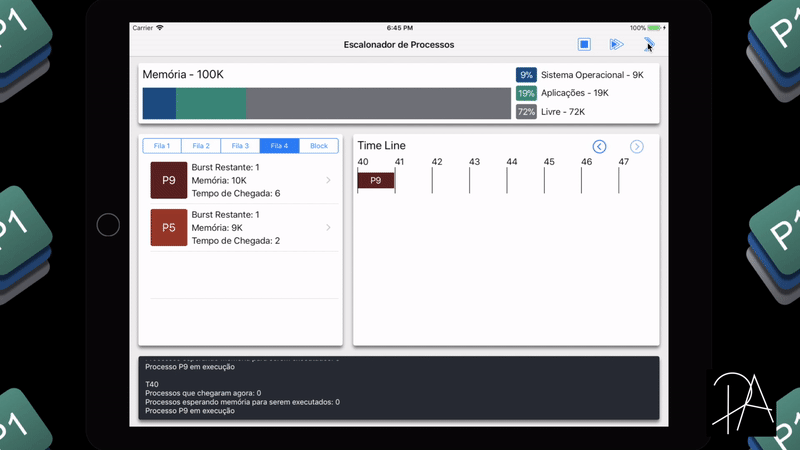 Carrier
6:45 PM
100%
Escalonador de Processos
Memória - 100K
9% Sistema Operacional - 9K
19% Aplicações - 19K
72% Livre - 72K
Fila 1 Fila 2 Fila 3 Fila 4 Block
P9
Burst Restante: 1
Memória: 10K
Tempo de Chegada: 6
P5
Burst Restante: 1
Memória: 9K
Tempo de Chegada: 2
Time Line
40 41 42 43 44 45 46 47
P9
Processo P9 em execução
T40
Processos que chegaram agora: 0
Processos esperando memória para serem executados: 0
Processo P9 em execução
P1
P1
P1
P1
P1
P1
PA